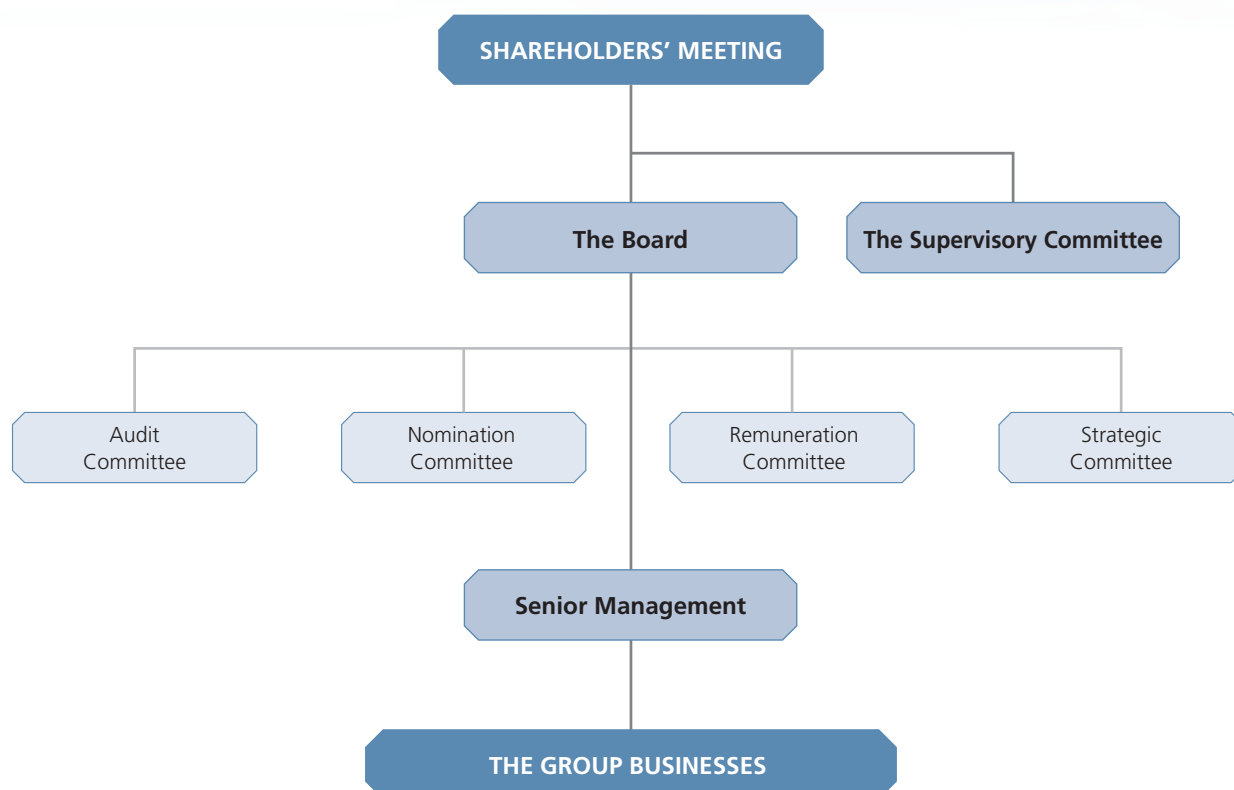 SHAREHOLDERS’ MEETING
The Board
The Supervisory Committee
Audit
Committee
Nomination
Committee
Remuneration
Committee
Strategic
Committee
Senior Management
THE GROUP BUSINESSES